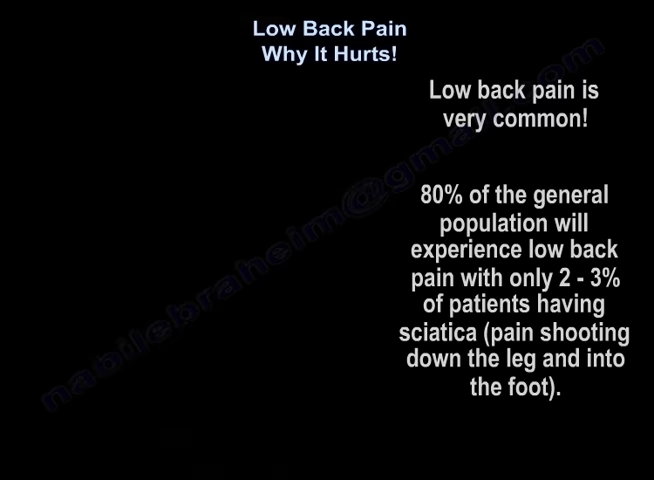 Low Back Pain
Why It Hurts!
Low back pain is
very common!
80% of the general
population will
experience low back
pain with only 2 - 3%
of patients having
sciatica (pain shooting
down the leg and into
the foot).
nabilebraheim@gmail.com